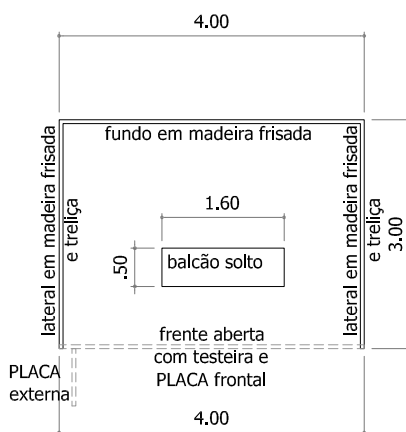 4.00
fundo em madeira frisada
lateral em madeira frisada
e treliça
1.60
.50
balcão solto
lateral em madeira frisada
e treliça
3.00
frente aberta
com testeira e
PLACA frontal
PLACA
externa
4.00